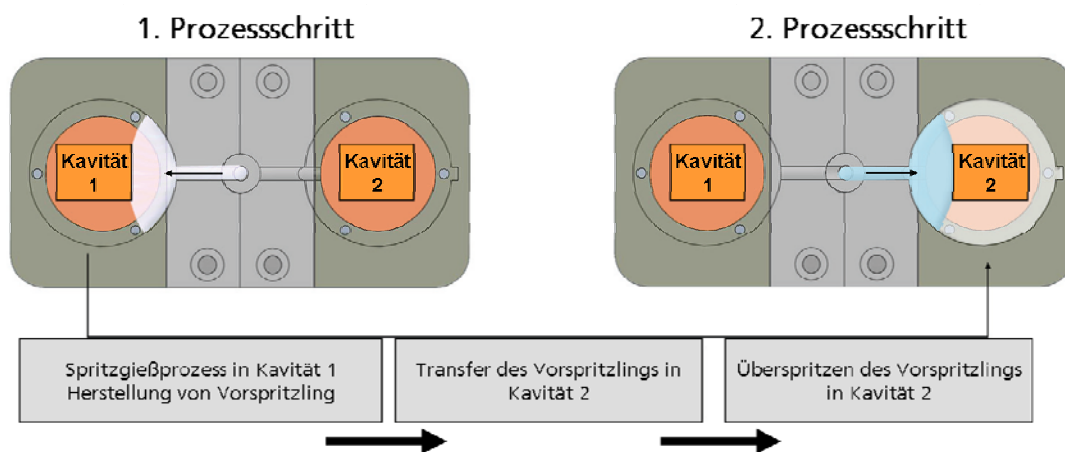 1. Prozessschritt
2. Prozessschritt
Kavität
1
Kavität
2
Kavität
1
Kavität
2
Spritzgießprozess in Kavität 1
Herstellung von Vorspritzling
Transfer des Vorspritzlings in
Kavität 2
Überspritzen des Vorspritzlings
in Kavität 2